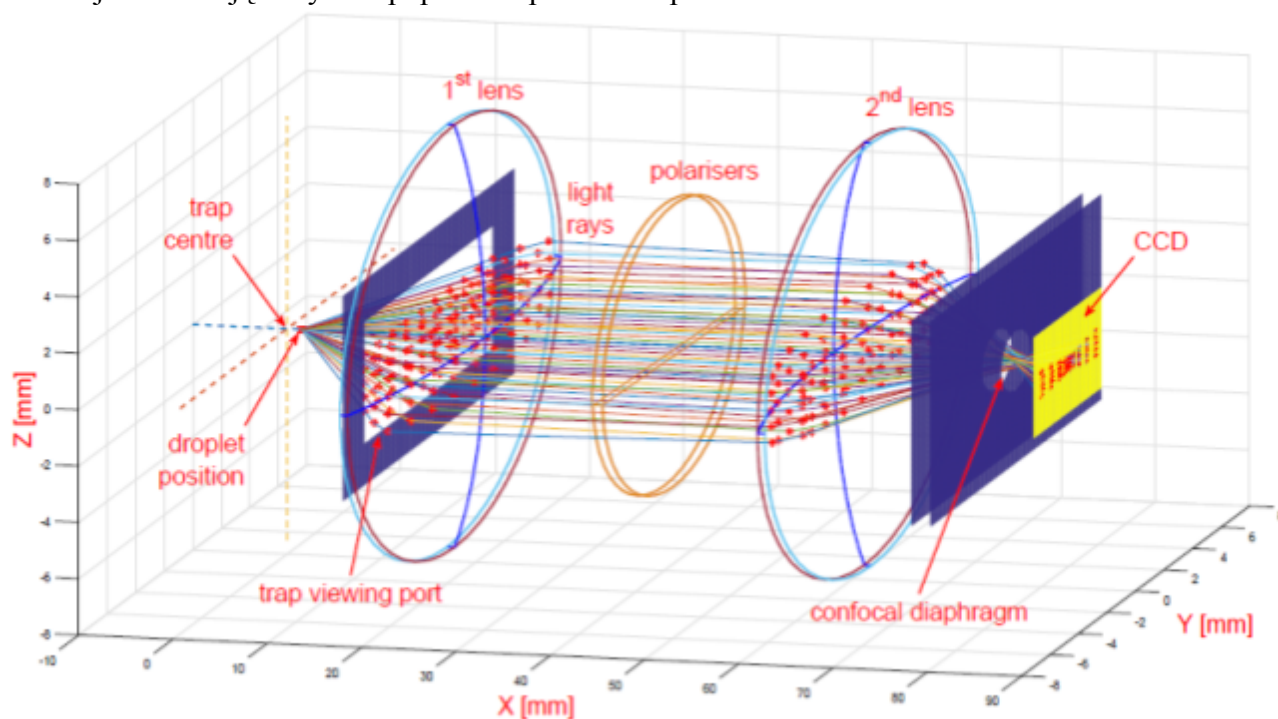 1st lens
2nd lens
polarisers
light
rays
trap
centre
CCD
droplet
position
trap viewing port
confocal diaphragm
Z [mm]
8
6
4
2
0
-2
-4
-6
-8
X [mm]
-10
0
10
20
30
40
50
60
70
80
90
Y [mm]
-8
-6
-4
-2
0
2
4
6